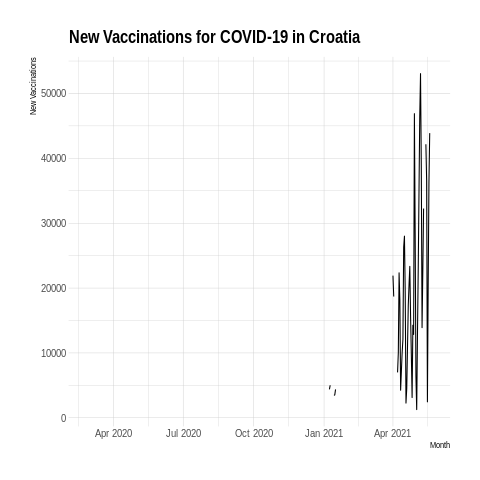 New Vaccinations for COVID-19 in Croatia
New Vaccinations
50000
40000
30000
20000
10000
0
Apr 2020 Jul 2020 Oct 2020 Jan 2021 Apr 2021
Month